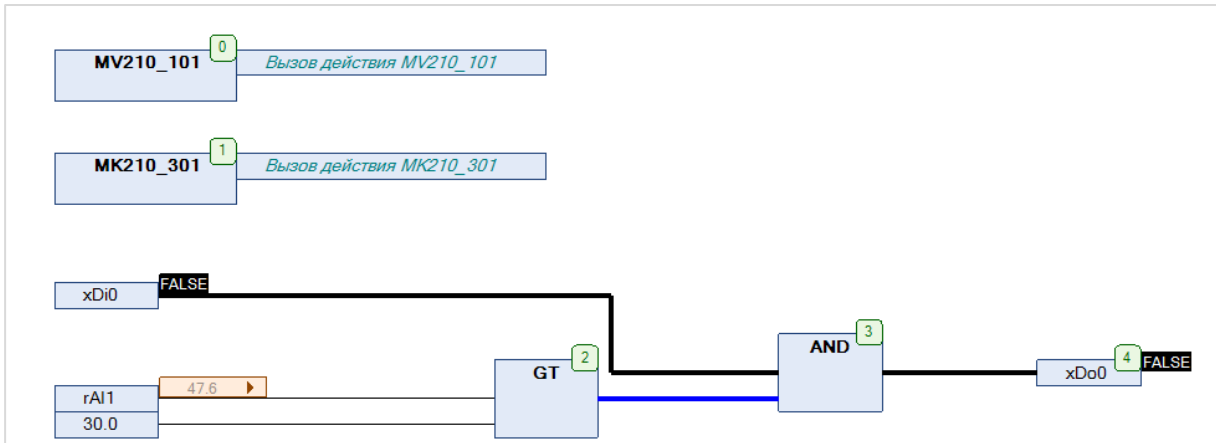 0
MV210_101 Вызов действия MV210_101
1
MK210_301 Вызов действия MK210_301
xDi0 FALSE
3
AND
2
GT
4
xDo0 FALSE
47.6
rAI1
30.0